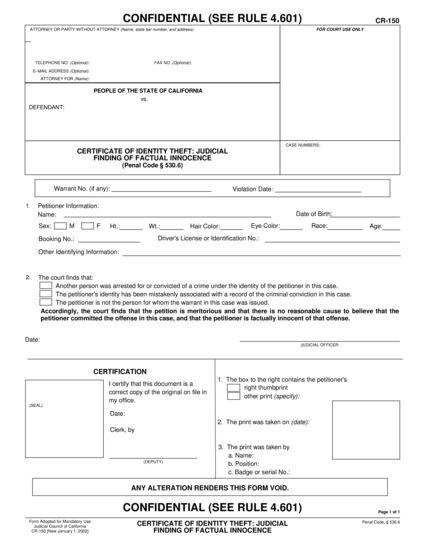 CONFIDENTIAL (SEE RULE 4.601)
CR-150
ATTORNEY OR PARTY WITHOUT ATTORNEY (Name, state bar number, and address):
FOR COURT USE ONLY
TELEPHONE NO. (Optional):
FAX NO. (Optional):
E-MAIL ADDRESS (Optional):
ATTORNEY FOR (Name):
PEOPLE OF THE STATE OF CALIFORNIA
vs.
DEFENDANT:
CERTIFICATE OF IDENTITY THEFT: JUDICIAL
FINDING OF FACTUAL INNOCENCE
(Penal Code § 530.6)
CASE NUMBERS:
Warrant No. (if any):
Violation Date:
1. Petitioner Information:
Name:
Date of Birth:
Sex: M F Ht.: Wt.: Hair Color: Eye Color: Race: Age:
Booking No.:
Driver's License or Identification No.:
Other Identifying Information:
2. The court finds that:
Another person was arrested for or convicted of a crime under the identity of the petitioner in this case.
The petitioner's identity has been mistakenly associated with a record of the criminal conviction in this case.
The petitioner is not the person for whom the warrant in this case was issued.
Accordingly, the court finds that the petition is meritorious and that there is no reasonable cause to believe that the
petitioner committed the offense in this case, and that the petitioner is factually innocent of that offense.
Date:
JUDICIAL OFFICER
CERTIFICATION
(SEAL)
I certify that this document is a
correct copy of the original on file in
my office.
Date:
Clerk, by
(DEPUTY)
1. The box to the right contains the petitioner's
right thumbprint
other print (specify):
2. The print was taken on (date):
3. The print was taken by
a. Name:
b. Position:
c. Badge or serial No.:
ANY ALTERATION RENDERS THIS FORM VOID.
CONFIDENTIAL (SEE RULE 4.601)
Page 1 of 1
Form Adopted for Mandatory Use
Judicial Council of California
CR-150 [New January 1, 2002]
CERTIFICATE OF IDENTITY THEFT: JUDICIAL
FINDING OF FACTUAL INNOCENCE
Penal Code, § 530.6